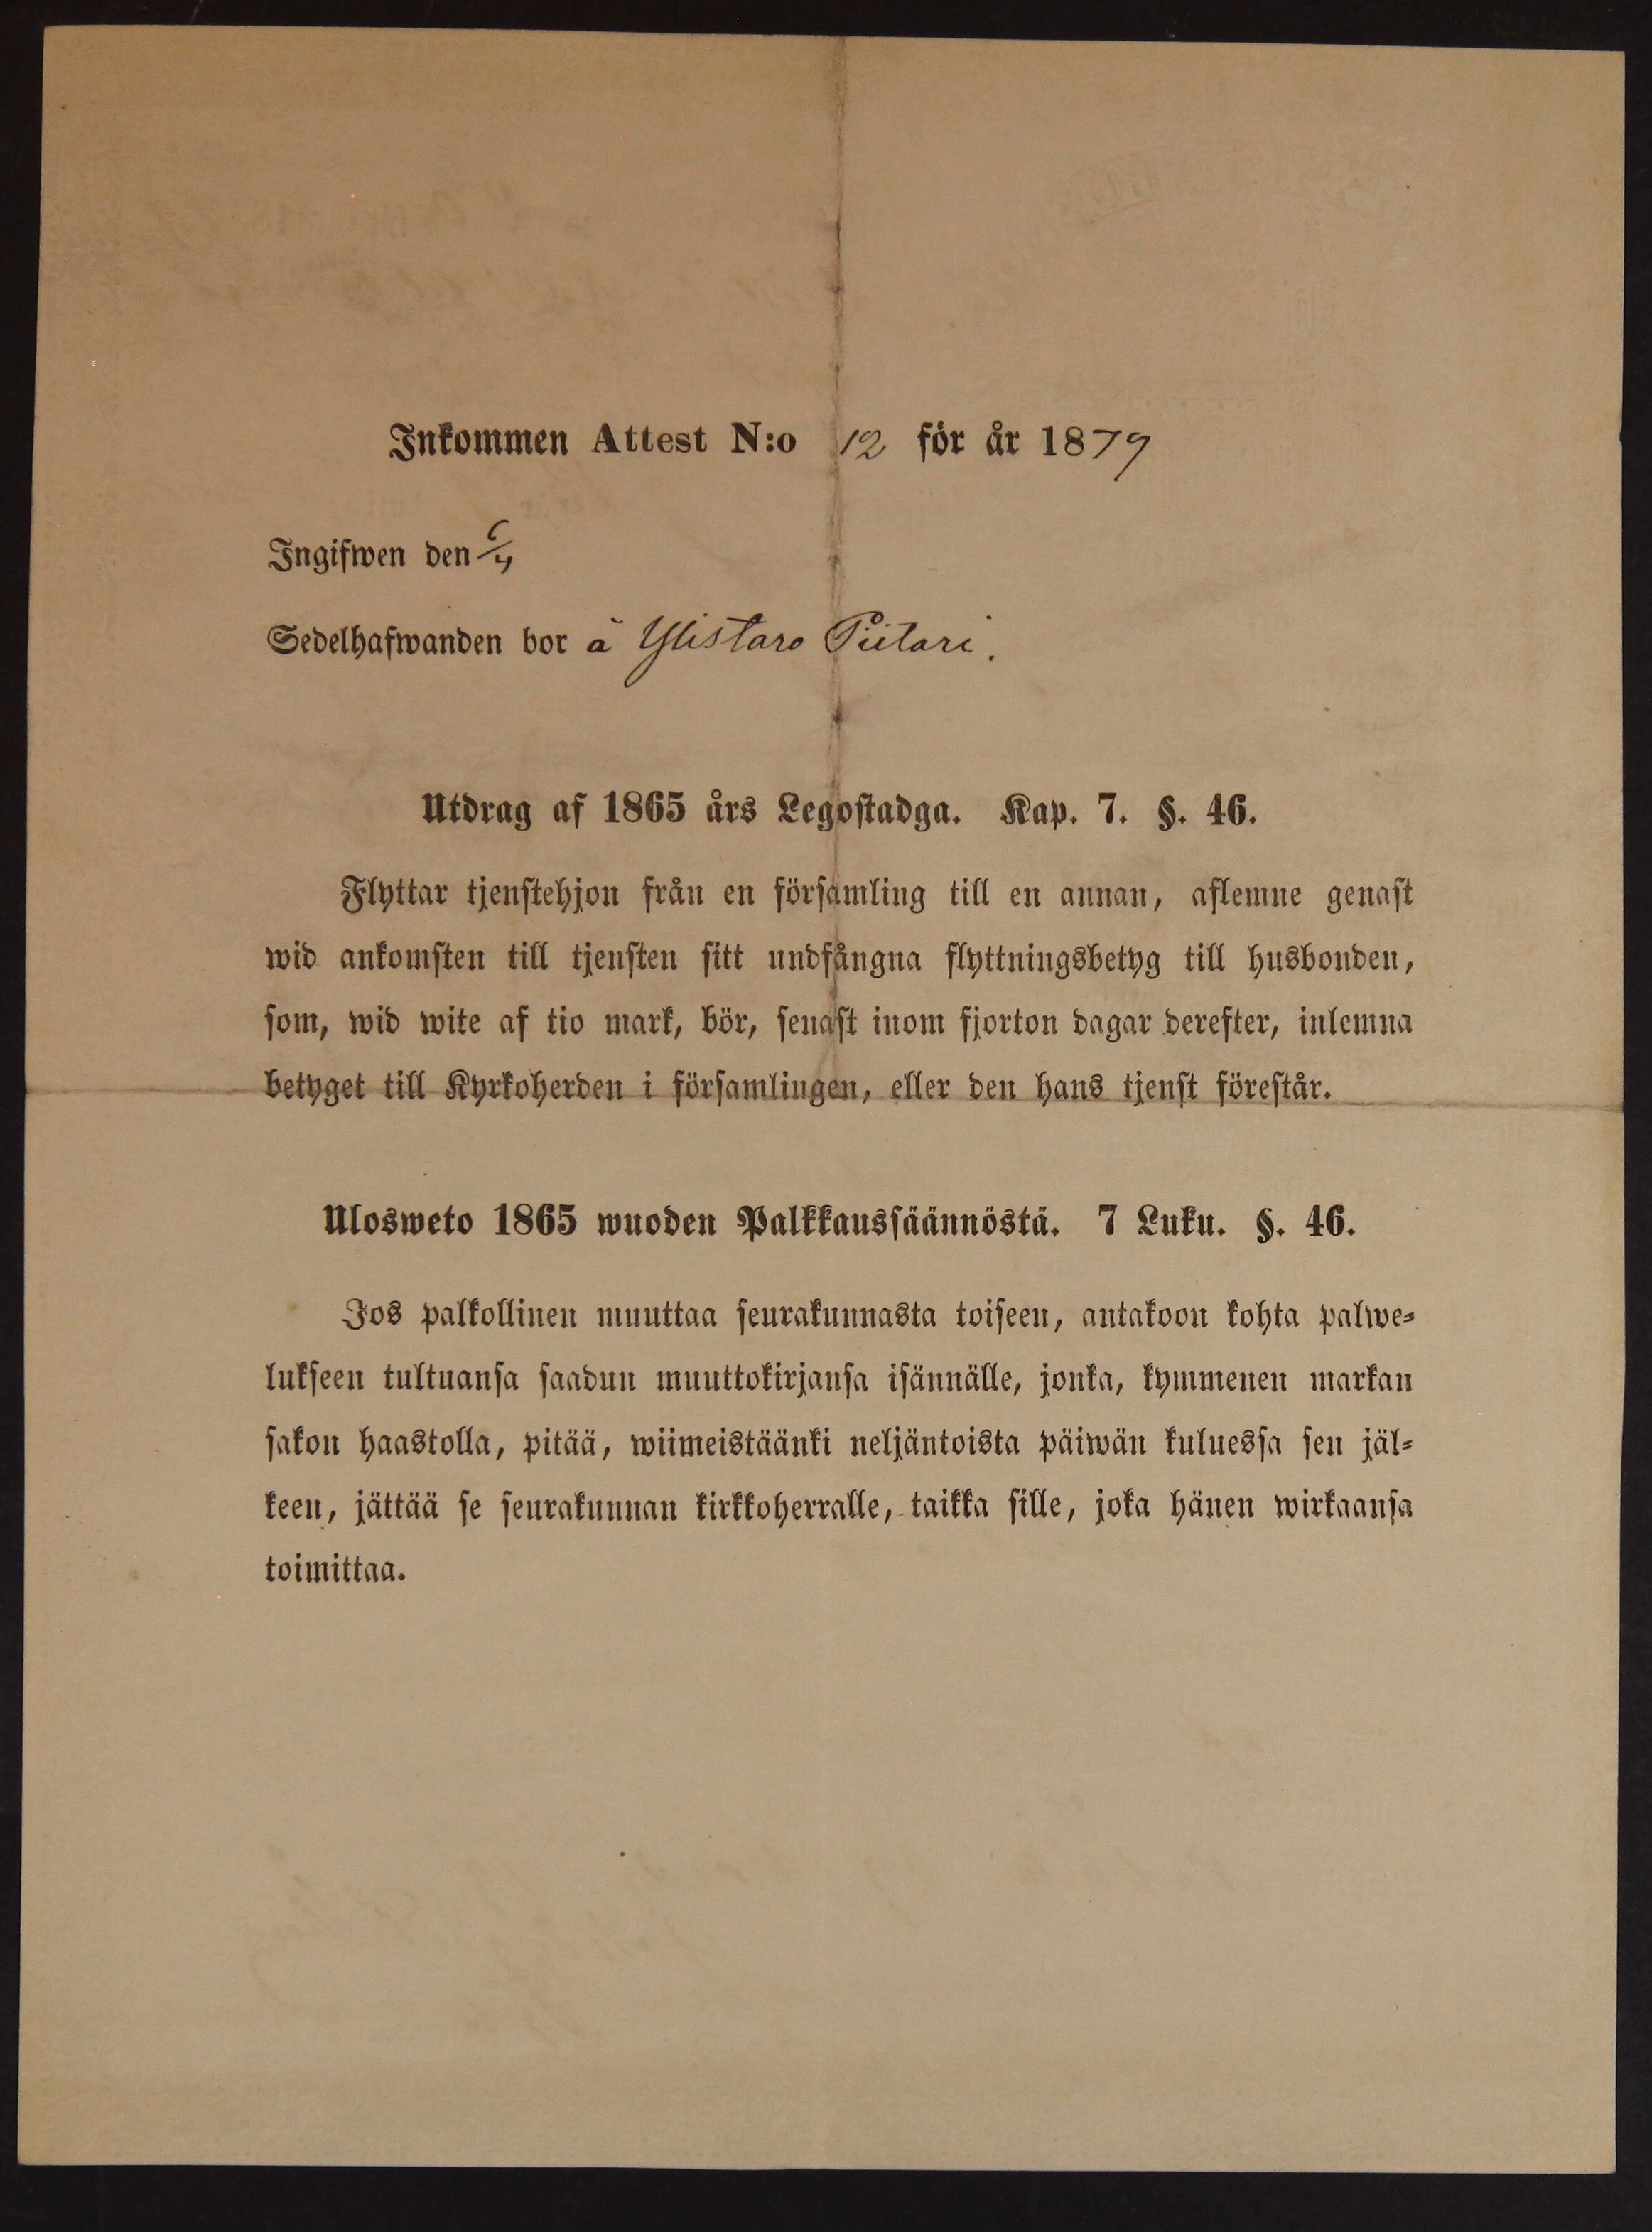 Inkommen Attest N:o 12 för år 1879
Ingifwen den 6/4
Sedelhafwanden bor å Ylistaro Piitari.
Utdrag af 1865 års Legostadga. Kap. 7. §. 46.
Flyttar tjenstehjon från en församling till en annan, aflemne genast
wid ankomsten till tjensten sitt undfångna flyttningsbetyg till husbonden,
som, wid wite af tio mark, bör, senast inom fjorton dagar derefter, inlemna
betyget till Kyrkoherden i församlingen, eller den hans tjenst förestår.
Ulosweto 1865 wuoden Palkkaussäännöstä. 7 Luku. §. 46.
Jos palkollinen muuttaa seurakunnasta toiseen, antakoon kohta palwe-
lukseen tultuansa saadun muuttokirjansa isännälle, jonka, kymmenen markan
sakon haastolla, pitää, wiimeistäänki neljäntoista päiwän kuluessa sen jäl-
keen, jättää se seurakunnan kirkkoherralle, taikka sille, joka hänen wirkaansa
toimittaa.